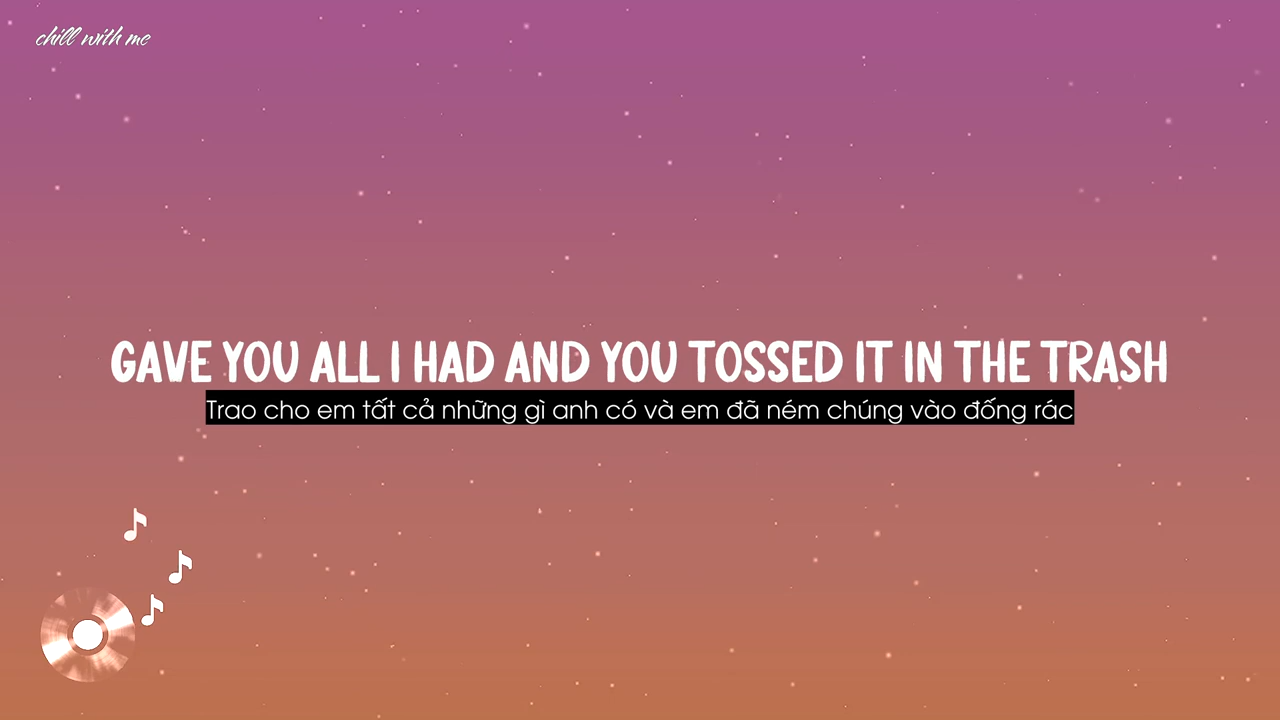 chill with me
GAVE YOU ALL I HAD AND YOU TOSSED IT IN THE TRASH
Trao cho em tất cả những gì anh có và em đã ném chúng vào đống rác